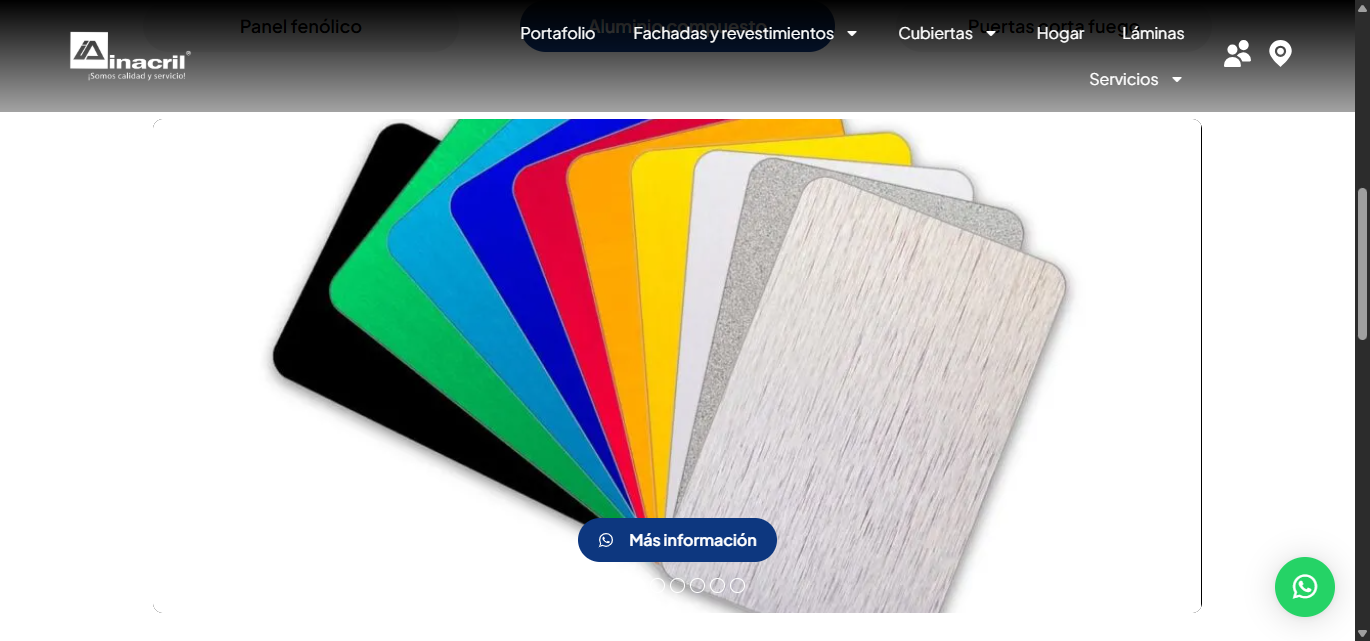 Panel fenólico
Aluminio compuesto
Puertas corta fuego
inacril®
¡Somos calidad y servicio!
Portafolio
Fachadas y revestimientos
Cubiertas
Hogar
Láminas
Servicios
Más información